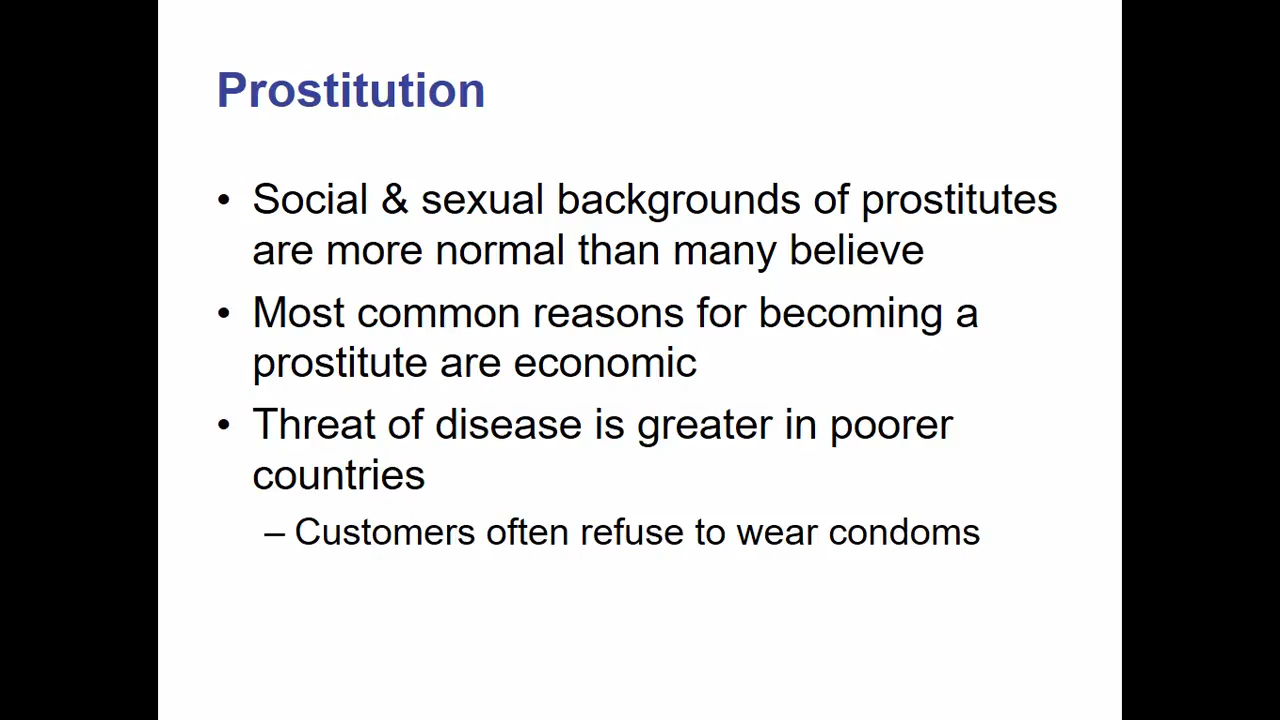 Prostitution
• Social & sexual backgrounds of prostitutes
are more normal than many believe
• Most common reasons for becoming a
prostitute are economic
• Threat of disease is greater in poorer
countries
– Customers often refuse to wear condoms